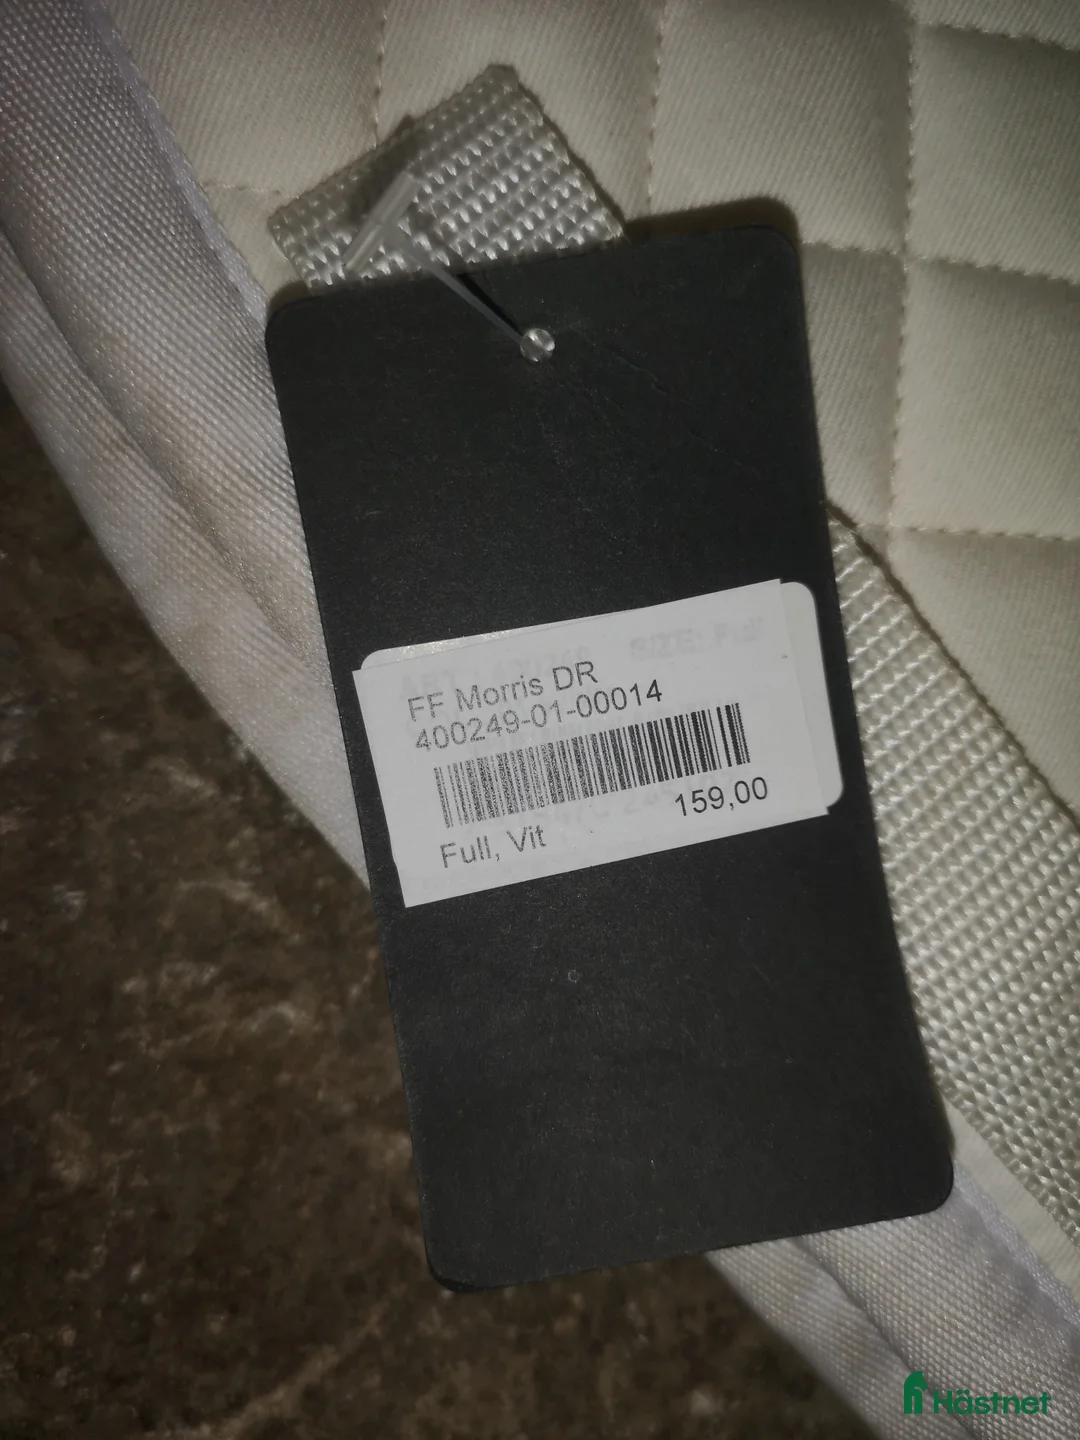 FF Morris DR
400249-01-00014
159,00
Full, Vit
Hästnet